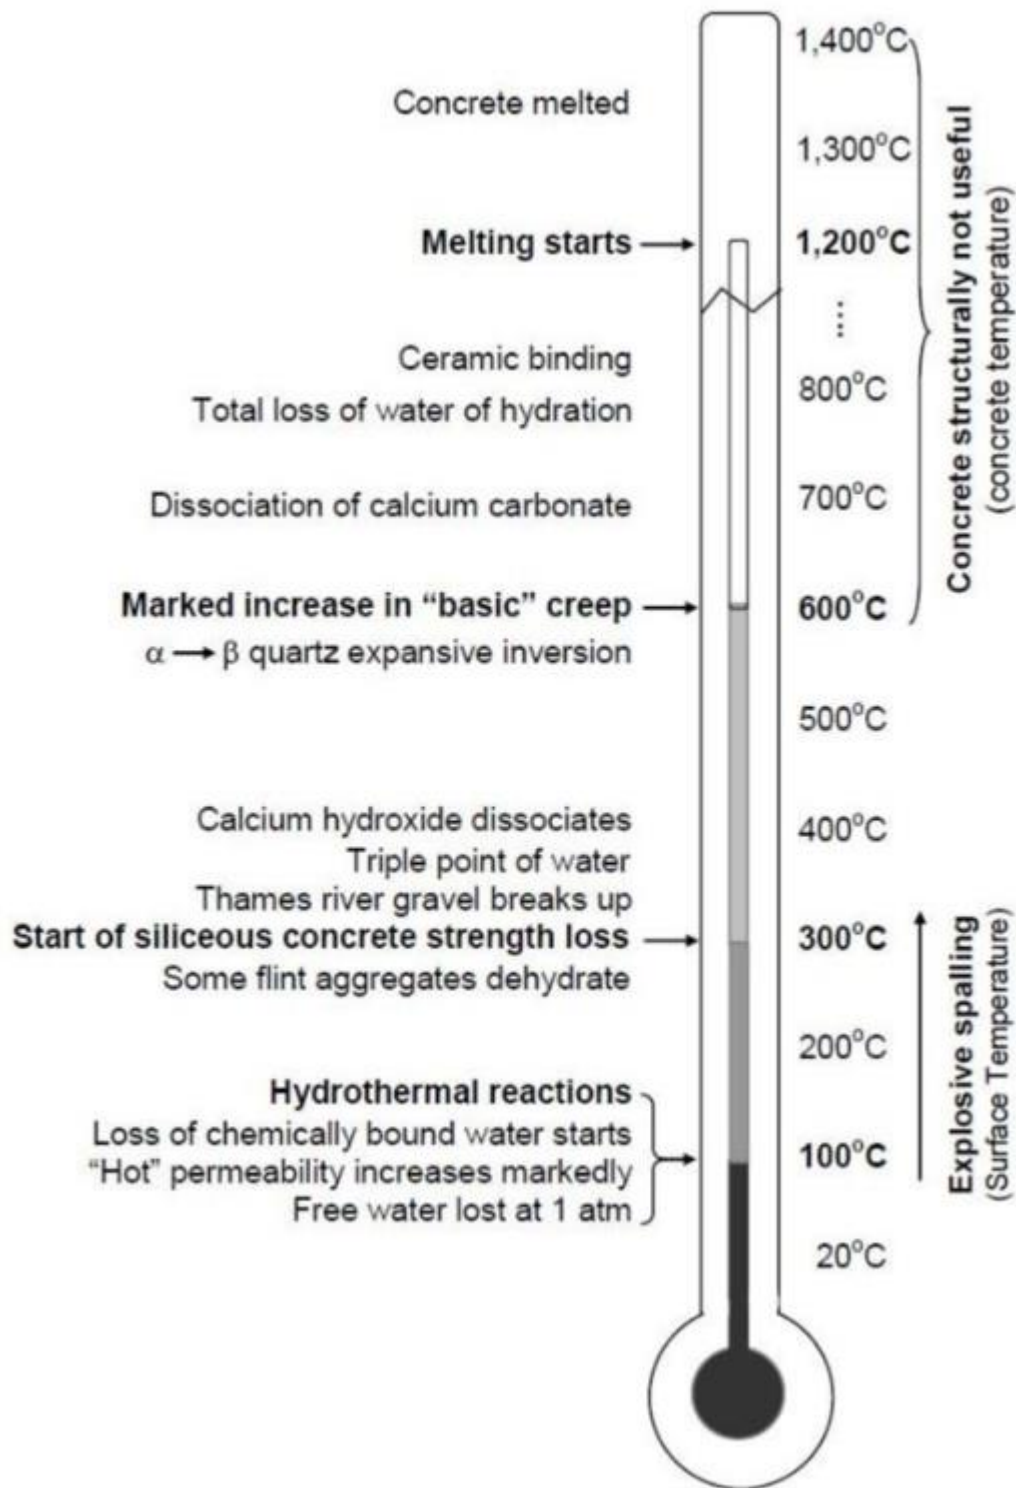 1,400°C
Concrete melted
1,300°C
Melting starts
1,200°C
....
Ceramic binding
800°C
Total loss of water of hydration
Dissociation of calcium carbonate
700°C
Marked increase in “basic” creep
600°C
α → β quartz expansive inversion
500°C
Calcium hydroxide dissociates
400°C
Triple point of water
Thames river gravel breaks up
Start of siliceous concrete strength loss
300°C
Some flint aggregates dehydrate
200°C
Hydrothermal reactions
Loss of chemically bound water starts
100°C
“Hot” permeability increases markedly
Free water lost at 1 atm
20°C
Concrete structurally not useful
(concrete temperature)
Explosive spalling
(Surface Temperature)